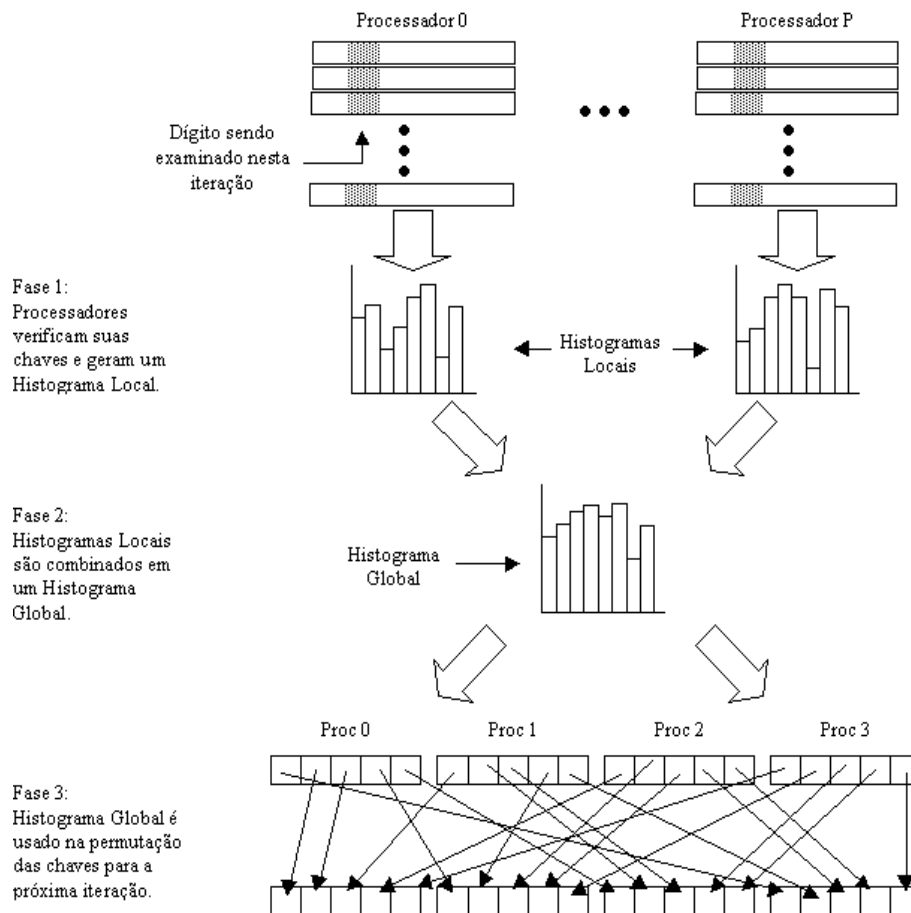 Processador 0
Processador P
Dígito sendo
examinado nesta
iteração
Fase 1:
Processadores
verificam suas
chaves e geram um
Histograma Local.
Histogramas
Locais
Fase 2:
Histogramas Locais
são combinados em
um Histograma
Global.
Histograma
Global
Proc 0
Proc 1
Proc 2
Proc 3
Fase 3:
Histograma Global é
usado na permutação
das chaves para a
próxima iteração.